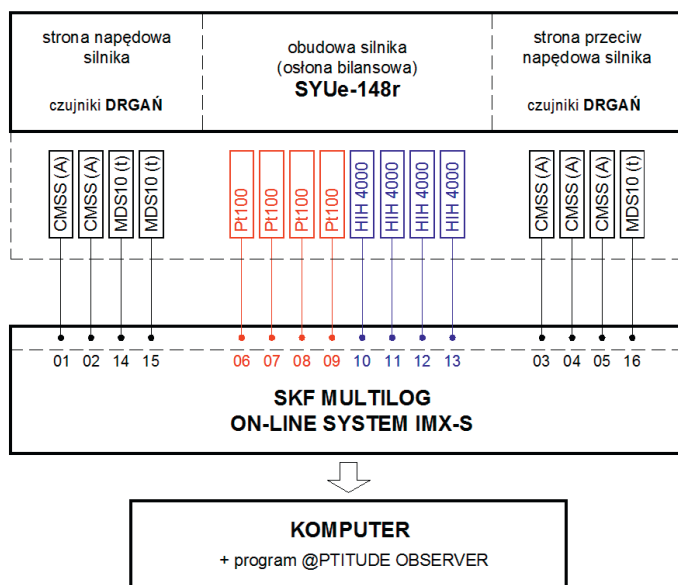 strona napędowa
silnika
czujniki DRGAŃ
obudowa silnika
(osłona bilansowa)
SYUe-148r
strona przeciw
napędowa silnika
czujniki DRGAŃ
CMSS (A)
CMSS (A)
MDS10 (t)
MDS10 (t)
Pt100
Pt100
Pt100
Pt100
HIH 4000
HIH 4000
HIH 4000
HIH 4000
CMSS (A)
CMSS (A)
CMSS (A)
MDS10 (t)
01 02 14 15 06 07 08 09 10 11 12 13 03 04 05 16
SKF MULTILOG
ON-LINE SYSTEM IMX-S
KOMPUTER
+ program @PTITUDE OBSERVER